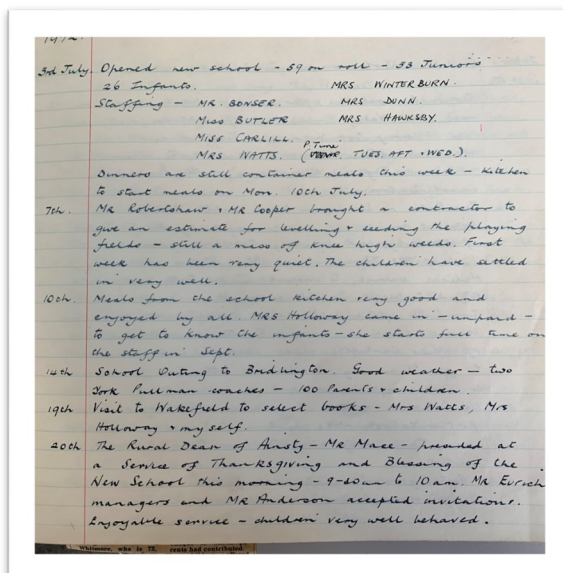 1972.
3rd July. Opened new school - 59 on roll - 33 Juniors
26 Infants. MRS WINTERBURN.
Staffing - MR. BONSER. MRS DUNN.
MISS BUTLER MRS HAWKSBY.
MISS CARLILL.
P. Time
MRS WATTS. ( TUES. AFT + WED.).
Dinners are still container meals this week - Kitchen
to start meals on Mon. 10th July.
7th. MR Robertshaw + MR Cooper brought a contractor to
give an estimate for levelling + seeding the playing
fields - still a mess of knee high weeds. First
week has been very quiet. The children have settled
in very well.
10th. Meals from the school kitchen very good and
enjoyed by all. MRS Holloway came in - unpaid -
to get to know the infants - she starts full time on
the staff in Sept.
14th School Outing to Bridlington. Good weather - two
York Pullman coaches - 100 Parents + children.
19th Visit to Wakefield to select books - Mrs Watts, Mrs
Holloway + myself.
20th The Rural Dean of Ainsty - MR Mace - presided at
a Service of Thanksgiving and Blessing of the
New School this morning - 9-20am to 10am. MR Eurich
managers and MR Anderson accepted invitations.
Enjoyable service - children very well behaved.
Whitmore, who is 72, rents had contributed.